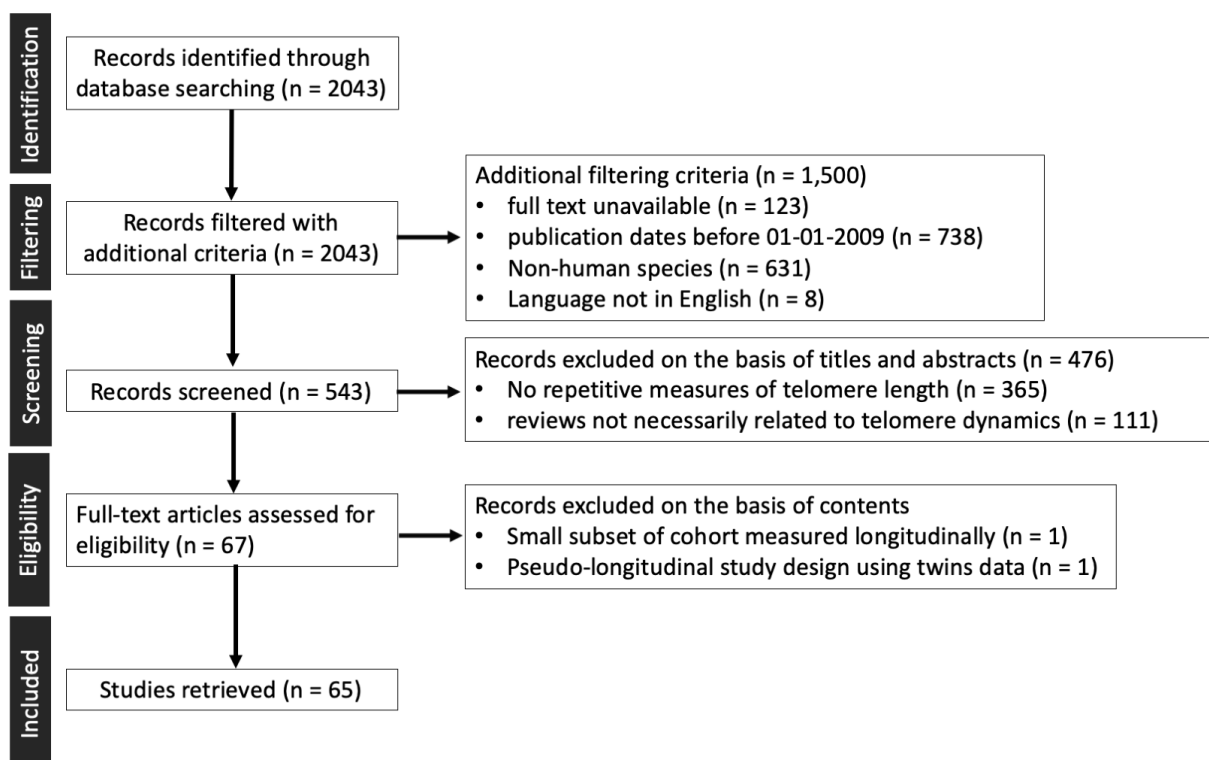 Identification
Records identified through
database searching (n = 2043)
Filtering
Records filtered with
additional criteria (n = 2043)
Additional filtering criteria (n = 1,500)
• full text unavailable (n = 123)
• publication dates before 01-01-2009 (n = 738)
• Non-human species (n = 631)
• Language not in English (n = 8)
Screening
Records screened (n = 543)
Records excluded on the basis of titles and abstracts (n = 476)
• No repetitive measures of telomere length (n = 365)
• reviews not necessarily related to telomere dynamics (n = 111)
Eligibility
Full-text articles assessed for
eligibility (n = 67)
Records excluded on the basis of contents
• Small subset of cohort measured longitudinally (n = 1)
• Pseudo-longitudinal study design using twins data (n = 1)
Included
Studies retrieved (n = 65)